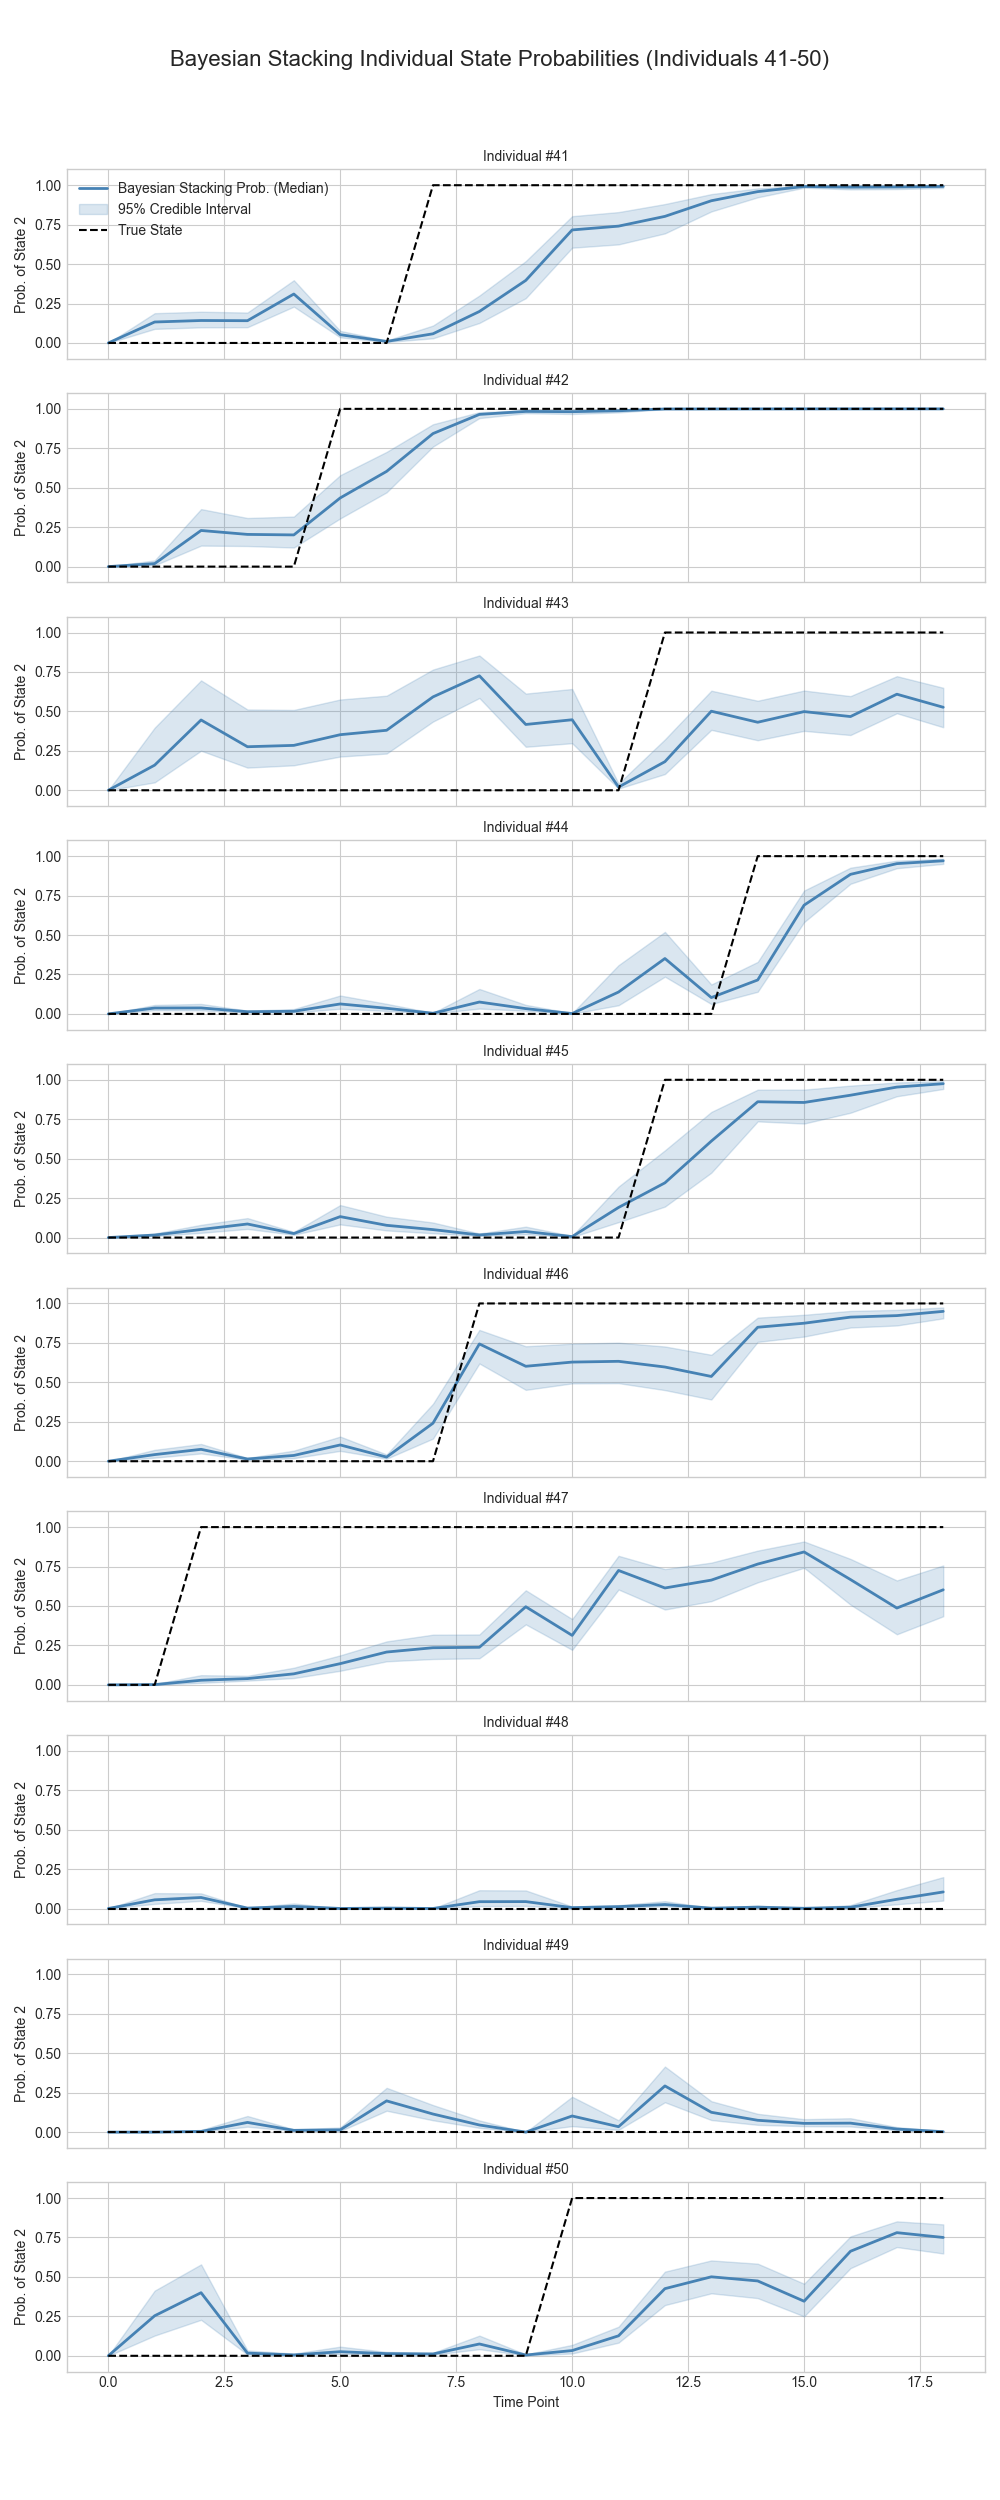 Bayesian Stacking Individual State Probabilities (Individuals 41-50)
Individual #41
Bayesian Stacking Prob. (Median)
95% Credible Interval
True State
Prob. of State 2
1.00
0.75
0.50
0.25
0.00
Individual #42
Prob. of State 2
1.00
0.75
0.50
0.25
0.00
Individual #43
Prob. of State 2
1.00
0.75
0.50
0.25
0.00
Individual #44
Prob. of State 2
1.00
0.75
0.50
0.25
0.00
Individual #45
Prob. of State 2
1.00
0.75
0.50
0.25
0.00
Individual #46
Prob. of State 2
1.00
0.75
0.50
0.25
0.00
Individual #47
Prob. of State 2
1.00
0.75
0.50
0.25
0.00
Individual #48
Prob. of State 2
1.00
0.75
0.50
0.25
0.00
Individual #49
Prob. of State 2
1.00
0.75
0.50
0.25
0.00
Individual #50
Prob. of State 2
1.00
0.75
0.50
0.25
0.00
0.0 2.5 5.0 7.5 10.0 12.5 15.0 17.5
Time Point